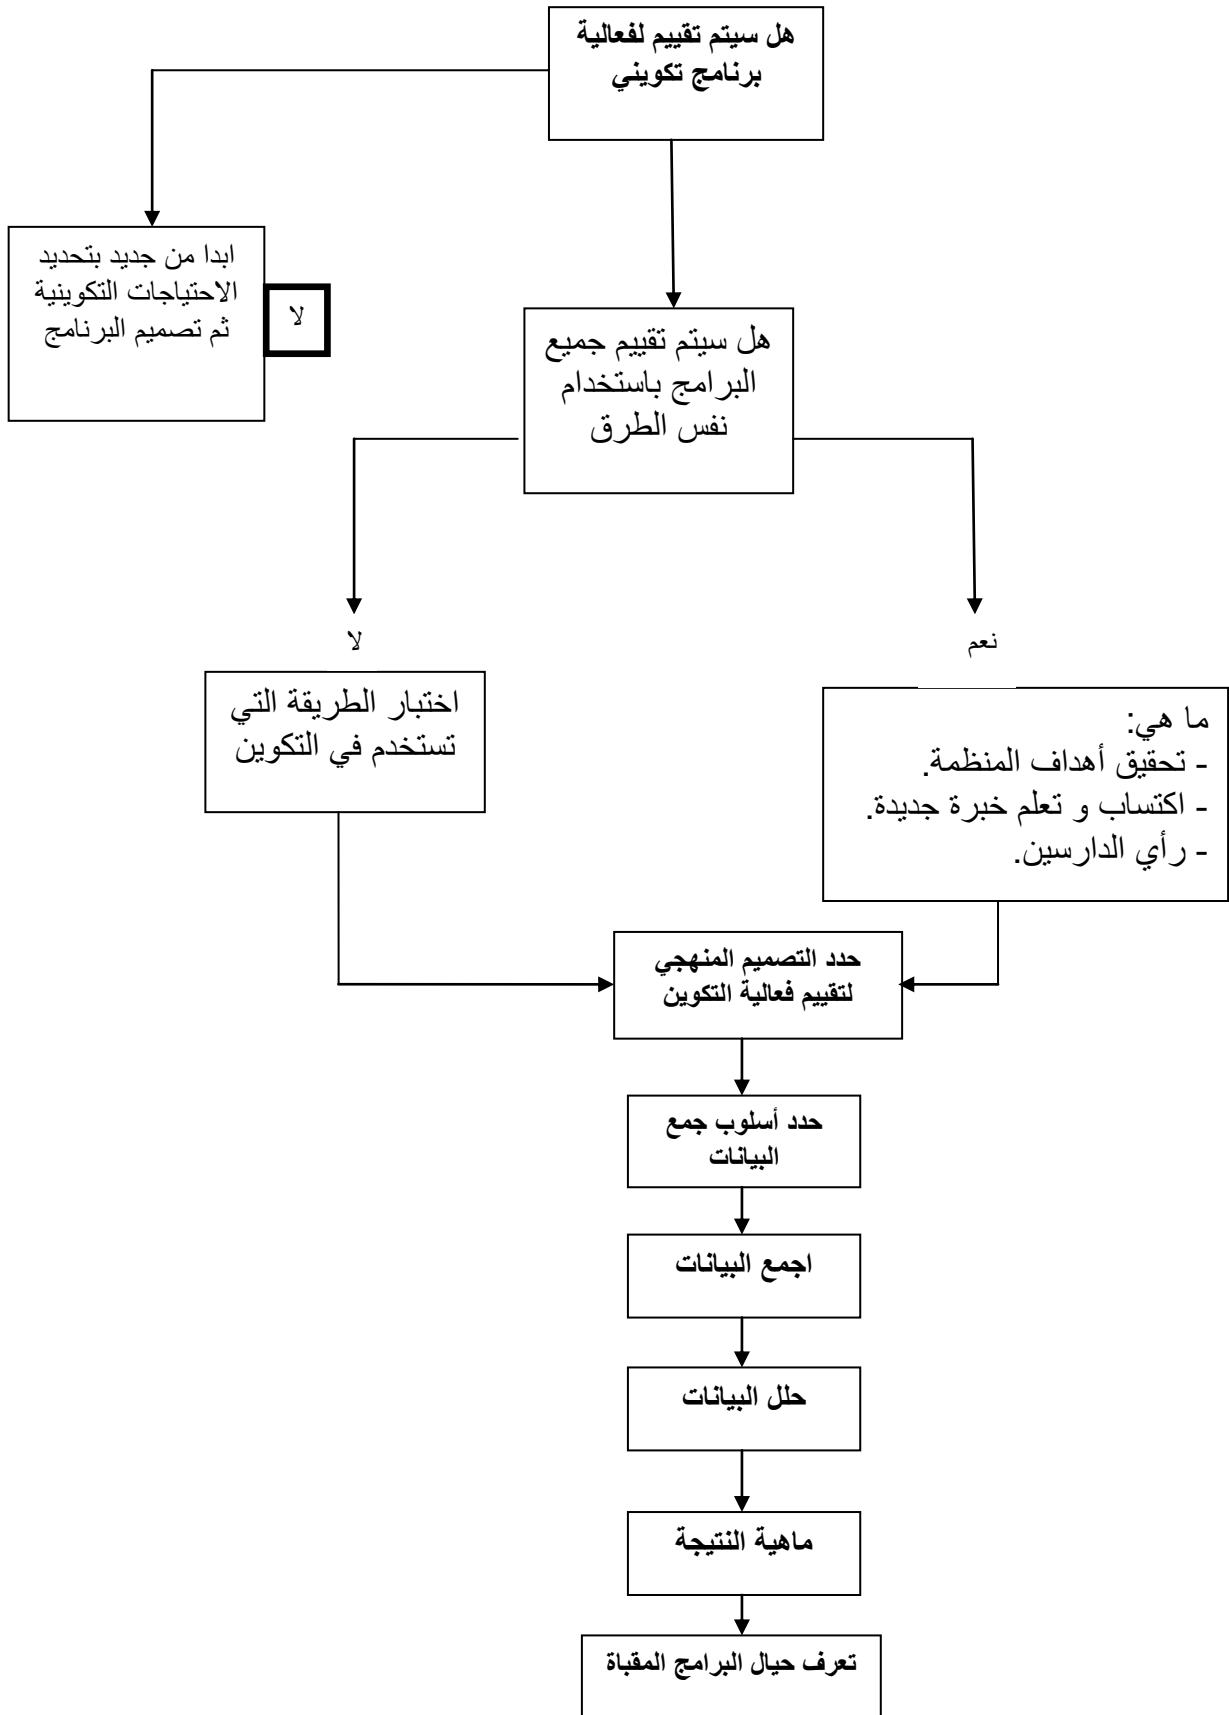 هل سيتم تقييم لفعالية
برنامج تكويني
ابدا من جديد بتحديد
الاحتياجات التكوينية
ثم تصميم البرنامج
لا
هل سيتم تقييم جميع
البرامج باستخدام
نفس الطرق
لا
نعم
اختبار الطريقة التي
تستخدم في التكوين
ما هي:
- تحقيق أهداف المنظمة.
- اكتساب و تعلم خبرة جديدة.
- رأي الدارسين.
حدد التصميم المنهجي
لتقييم فعالية التكوين
حدد أسلوب جمع
البيانات
اجمع البيانات
حلل البيانات
ماهية النتيجة
تعرف حيال البرامج المقباة